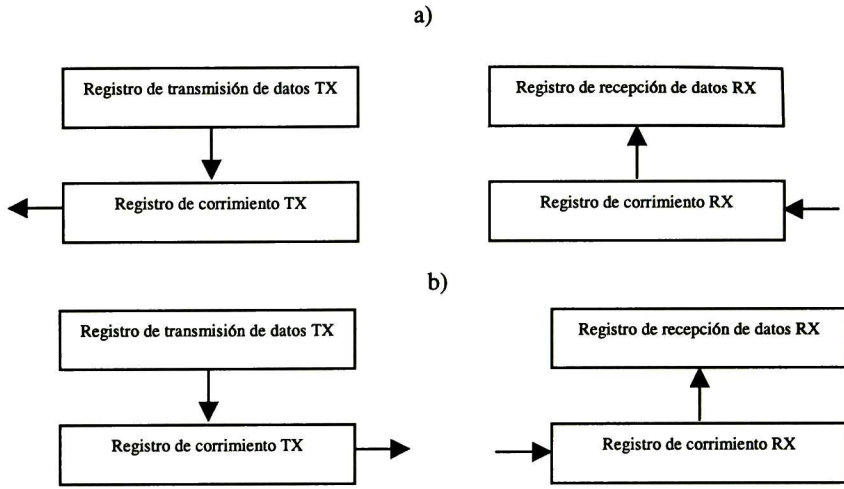 a)
Registro de transmisión de datos TX
Registro de recepción de datos RX
Registro de corrimiento TX
Registro de corrimiento RX
b)
Registro de transmisión de datos TX
Registro de recepción de datos RX
Registro de corrimiento TX
Registro de corrimiento RX